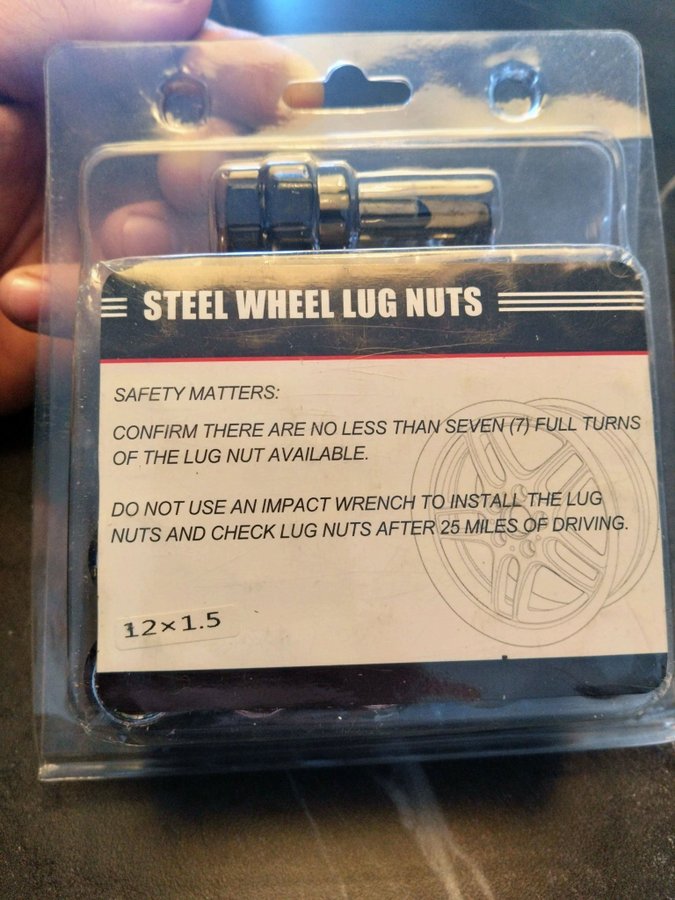 STEEL WHEEL LUG NUTS
SAFETY MATTERS:
CONFIRM THERE ARE NO LESS THAN SEVEN (7) FULL TURNS
OF THE LUG NUT AVAILABLE.
DO NOT USE AN IMPACT WRENCH TO INSTALL THE LUG
NUTS AND CHECK LUG NUTS AFTER 25 MILES OF DRIVING.
12×1.5